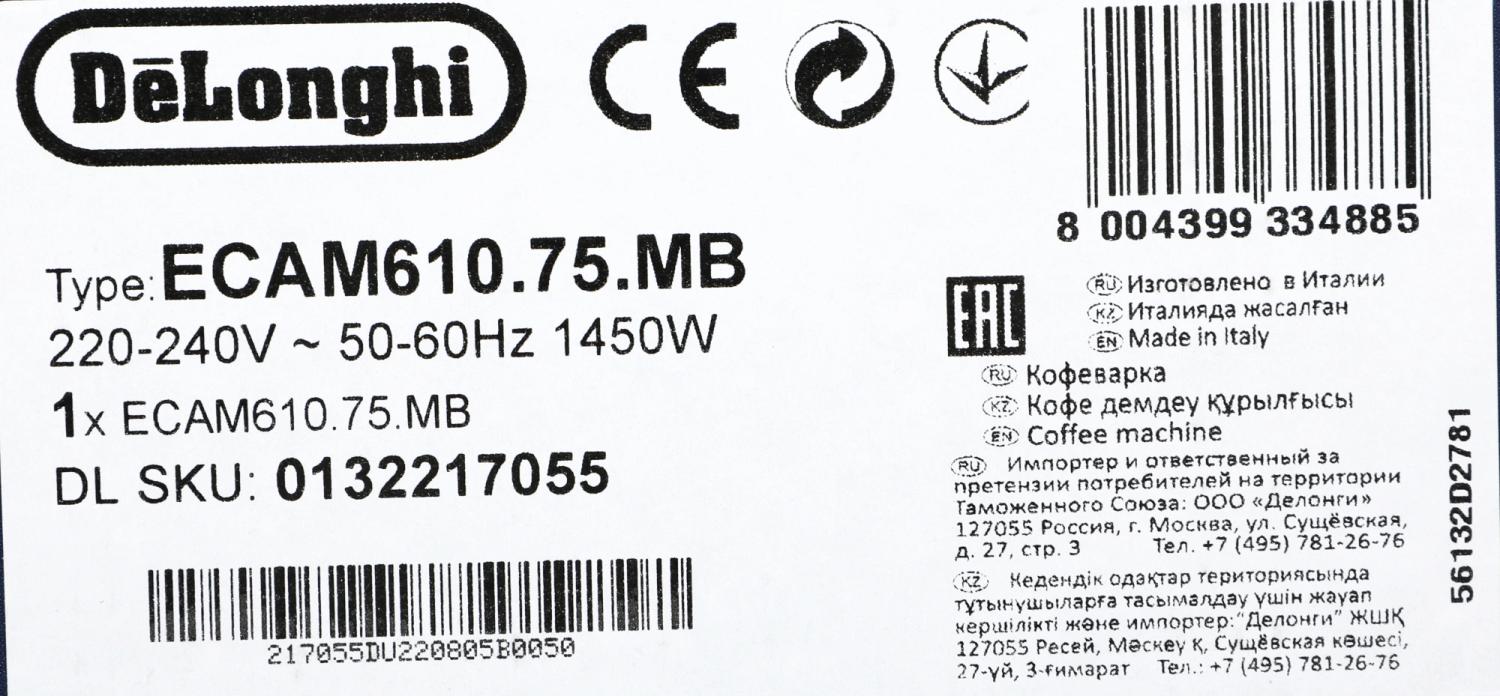 DēLonghi
CE
8 004399 334885
Type: ECAM610.75.MB
220-240V ~ 50-60Hz 1450W
1x ECAM610.75.MB
DL SKU: 0132217055
217055DU220805B0050
EAC
RU Изготовлено в Италии
KZ Италияда жасалған
EN Made in Italy
RU Кофеварка
KZ Кофе демдеу құрылғысы
EN Coffee machine
RU Импортер и ответственный за
претензии потребителей на территории
Таможенного Союза: ООО «Делонги»
127055 Россия, г. Москва, ул. Сущёвская,
д. 27, стр. 3 Тел. +7 (495) 781-26-76
KZ Кедендік одақтар территориясында
тұтынушыларға тасымалдау үшін жауап
кершілікті және импортер:"Делонги" ЖШҚ
127055 Ресей, Мәскеу қ, Сущёвская көшесі,
27-үй, 3-ғимарат Тел.: +7 (495) 781-26-76
56132D2781